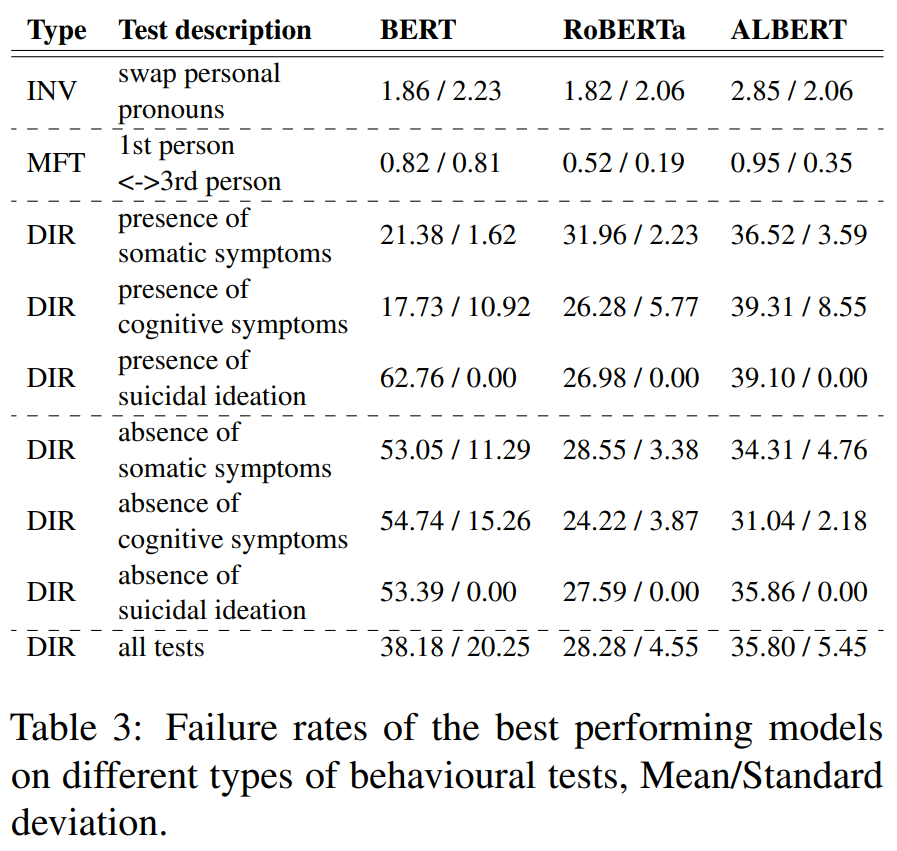 Type Test description BERT RoBERTa ALBERT
swap personal
INV 1.86 / 2.23 1.82 / 2.06 2.85 / 2.06
pronouns
1st person
MFT 0.82 / 0.81 0.52 / 0.19 0.95 / 0.35
<->3rd person
presence of
DIR 21.38 / 1.62 31.96 / 2.23 36.52 / 3.59
somatic symptoms
presence of
DIR 17.73 / 10.92 26.28 / 5.77 39.31 / 8.55
cognitive symptoms
presence of
DIR 62.76 / 0.00 26.98 / 0.00 39.10 / 0.00
suicidal ideation
absence of
DIR 53.05 / 11.29 28.55 / 3.38 34.31 / 4.76
somatic symptoms
absence of
DIR 54.74 / 15.26 24.22 / 3.87 31.04 / 2.18
cognitive symptoms
absence of
DIR 53.39 / 0.00 27.59 / 0.00 35.86 / 0.00
suicidal ideation
DIR all tests 38.18 / 20.25 28.28 / 4.55 35.80 / 5.45
Table 3: Failure rates of the best performing models
on different types of behavioural tests, Mean/Standard
deviation.